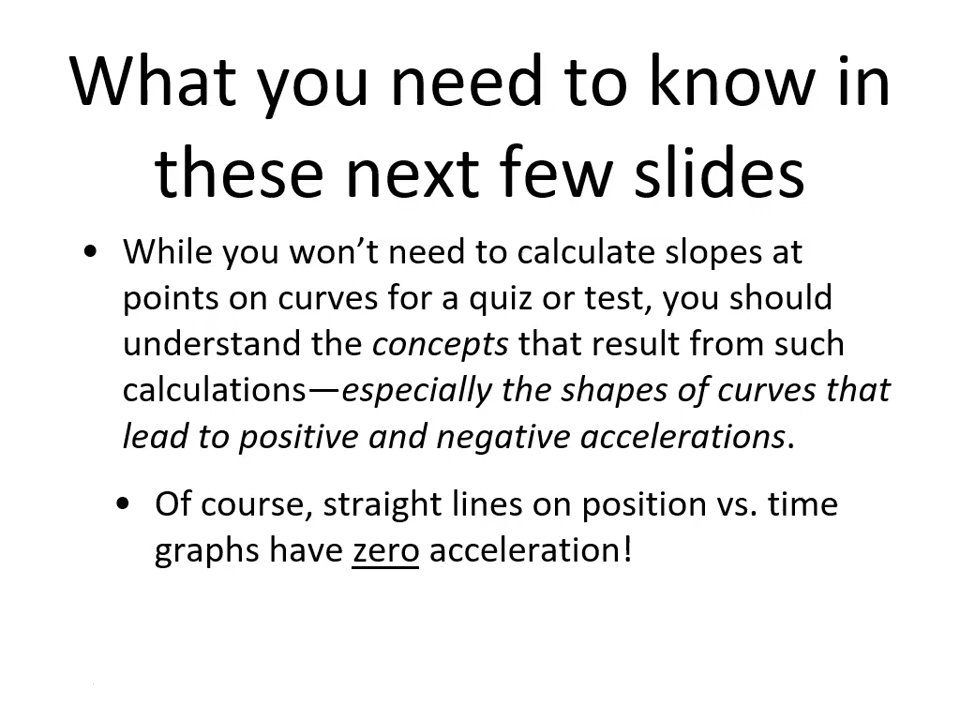 What you need to know in
these next few slides
• While you won’t need to calculate slopes at
points on curves for a quiz or test, you should
understand the concepts that result from such
calculations—especially the shapes of curves that
lead to positive and negative accelerations.
• Of course, straight lines on position vs. time
graphs have zero acceleration!